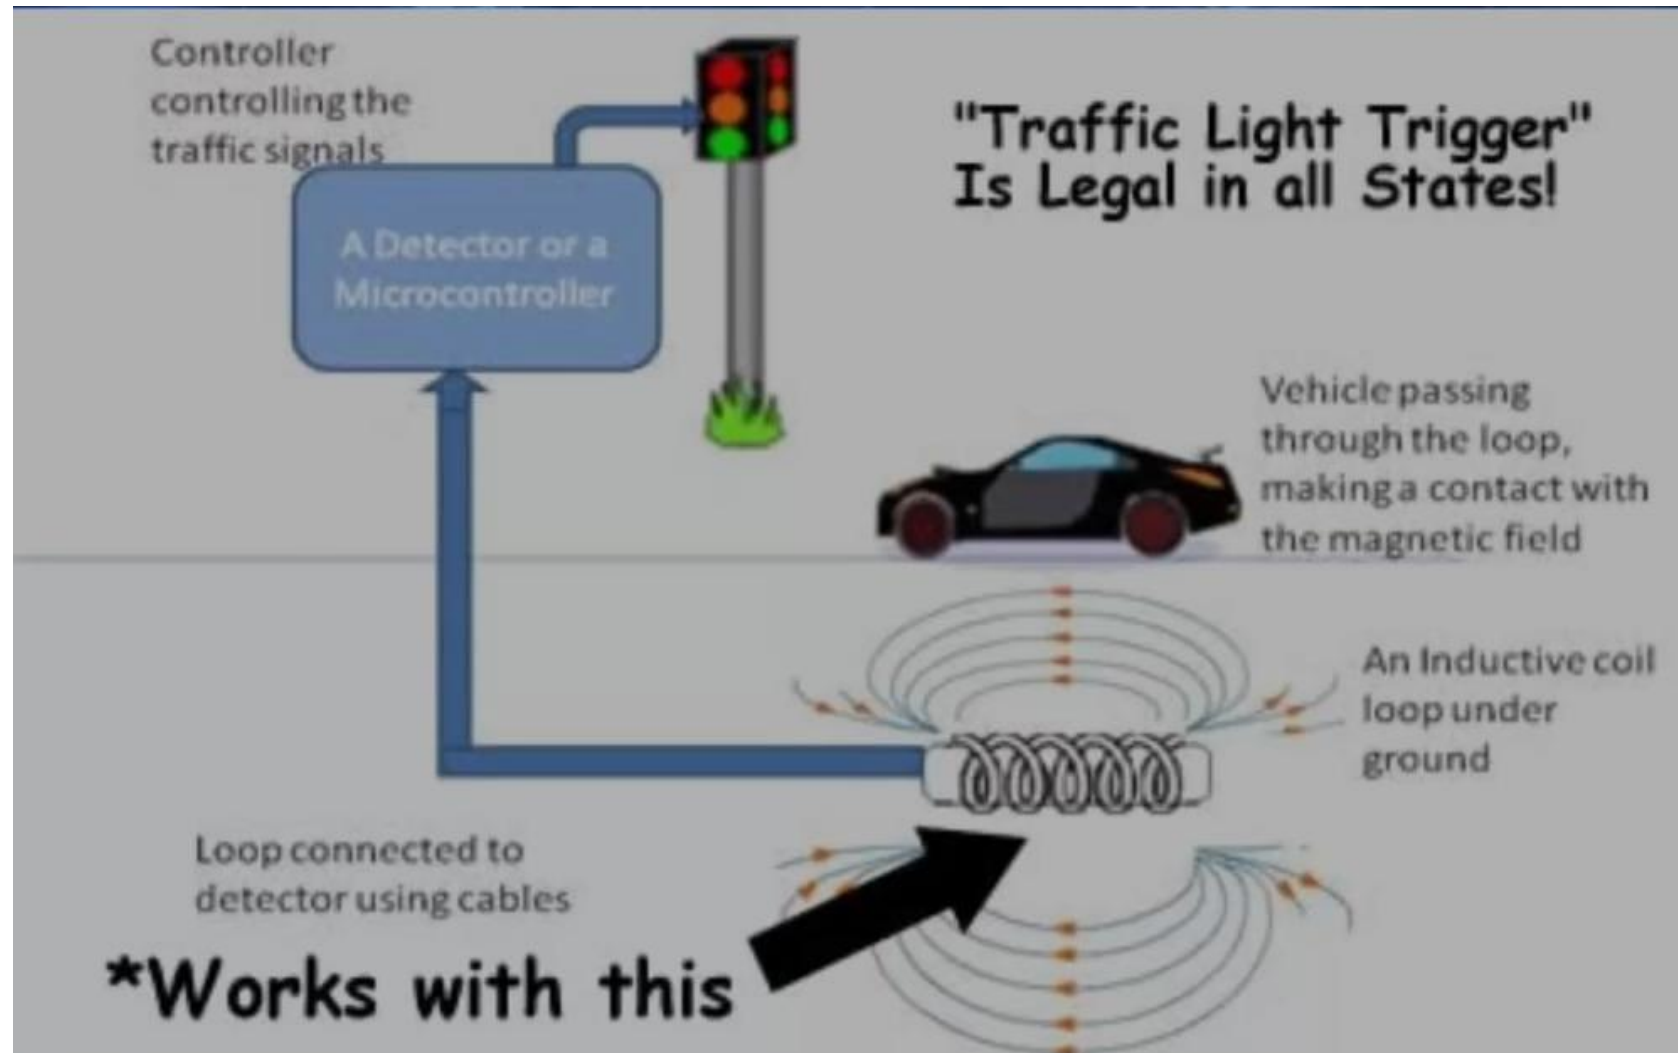 Controller
controlling the
traffic signals
"Traffic Light Trigger"
Is Legal in all States!
A Detector or a
Microcontroller
Vehicle passing
through the loop,
making a contact with
the magnetic field
An Inductive coil
loop under
ground
Loop connected to
detector using cables
*Works with this